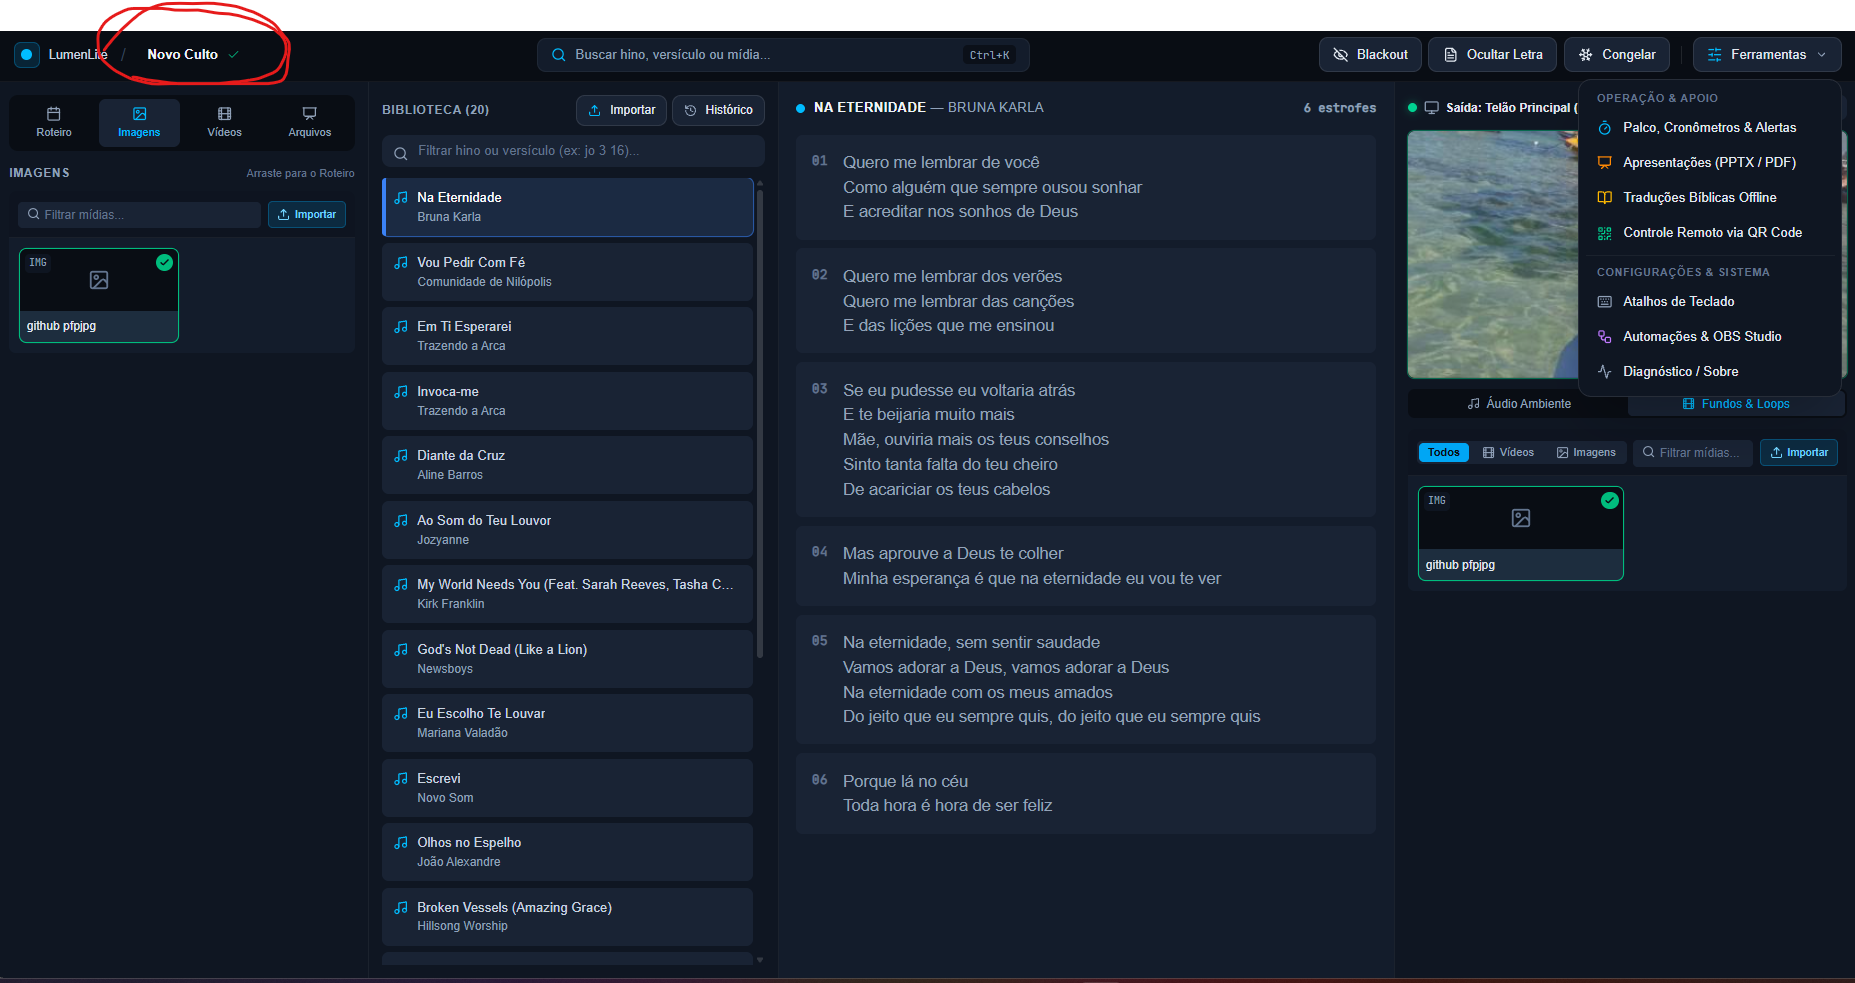 LumenLite / Novo Culto
Buscar hino, versículo ou mídia... Ctrl+K
Blackout
Ocultar Letra
Congelar
Ferramentas
Roteiro
Imagens
Vídeos
Arquivos
IMAGENS
Arraste para o Roteiro
Filtrar mídias...
Importar
IMG
github pfpjpg
BIBLIOTECA (20)
Importar
Histórico
Filtrar hino ou versículo (ex: jo 3 16)...
Na Eternidade
Bruna Karla
Vou Pedir Com Fé
Comunidade de Nilópolis
Em Ti Esperarei
Trazendo a Arca
Invoca-me
Trazendo a Arca
Diante da Cruz
Aline Barros
Ao Som do Teu Louvor
Jozyanne
My World Needs You (Feat. Sarah Reeves, Tasha C...
Kirk Franklin
God's Not Dead (Like a Lion)
Newsboys
Eu Escolho Te Louvar
Mariana Valadão
Escrevi
Novo Som
Olhos no Espelho
João Alexandre
Broken Vessels (Amazing Grace)
Hillsong Worship
NA ETERNIDADE — BRUNA KARLA
6 estrofes
01
Quero me lembrar de você
Como alguém que sempre ousou sonhar
E acreditar nos sonhos de Deus
02
Quero me lembrar dos verões
Quero me lembrar das canções
E das lições que me ensinou
03
Se eu pudesse eu voltaria atrás
E te beijaria muito mais
Mãe, ouviria mais os teus conselhos
Sinto tanta falta do teu cheiro
De acariciar os teus cabelos
04
Mas aprouve a Deus te colher
Minha esperança é que na eternidade eu vou te ver
05
Na eternidade, sem sentir saudade
Vamos adorar a Deus, vamos adorar a Deus
Na eternidade com os meus amados
Do jeito que eu sempre quis, do jeito que eu sempre quis
06
Porque lá no céu
Toda hora é hora de ser feliz
Saída: Telão Principal (
OPERAÇÃO & APOIO
Palco, Cronômetros & Alertas
Apresentações (PPTX / PDF)
Traduções Bíblicas Offline
Controle Remoto via QR Code
CONFIGURAÇÕES & SISTEMA
Atalhos de Teclado
Automações & OBS Studio
Diagnóstico / Sobre
Áudio Ambiente
Fundos & Loops
Todos
Vídeos
Imagens
Filtrar mídias...
Importar
IMG
github pfpjpg